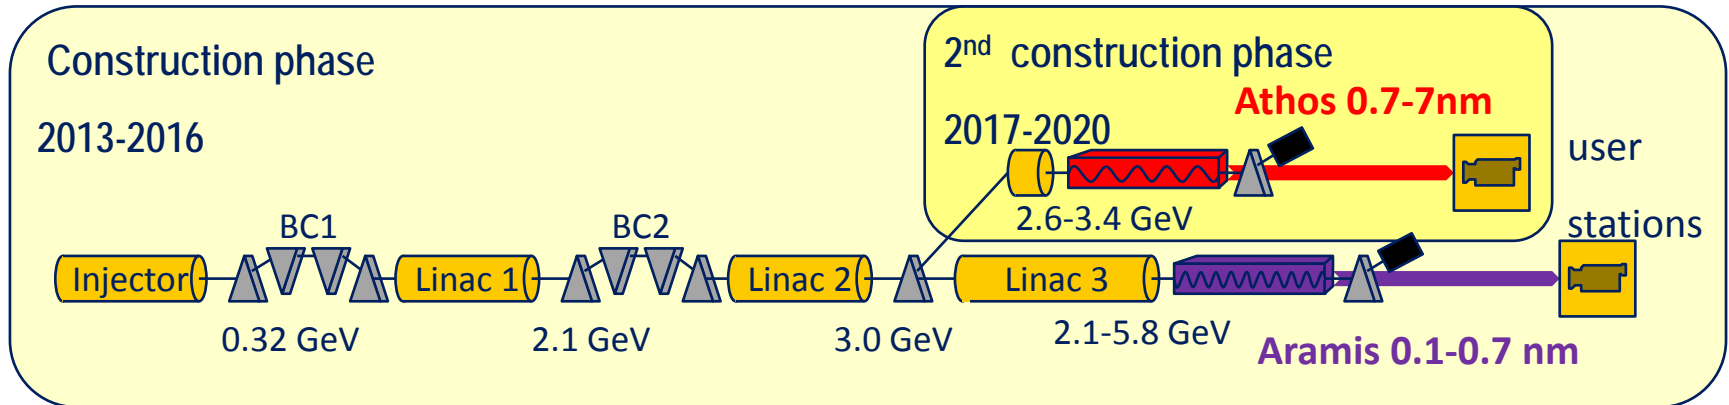 Construction phase
2013-2016
2nd construction phase
2017-2020
Athos 0.7-7nm
user
stations
2.6-3.4 GeV
BC1
BC2
Injector
Linac 1
Linac 2
Linac 3
0.32 GeV
2.1 GeV
3.0 GeV
2.1-5.8 GeV
Aramis 0.1-0.7 nm